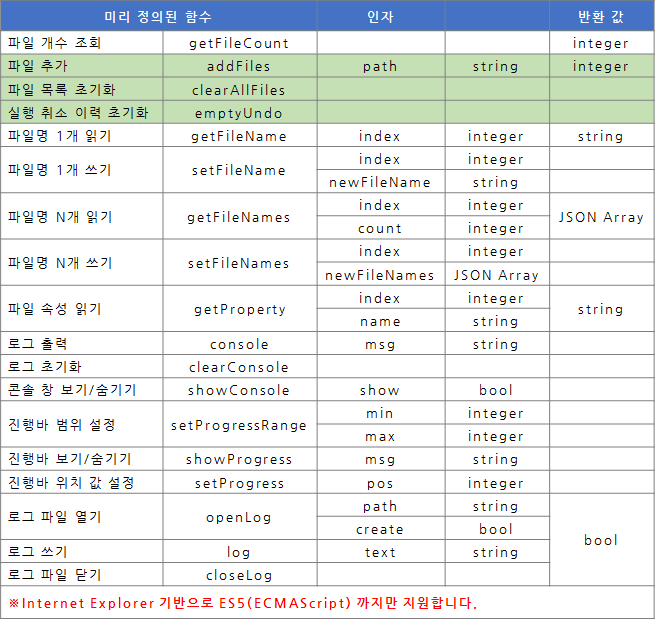 미리 정의된 함수 인자 반환 값
파일 개수 조회 getFileCount integer
파일 추가 addFiles path string integer
파일 목록 초기화 clearAllFiles
실행 취소 이력 초기화 emptyUndo
파일명 1개 읽기 getFileName index integer string
파일명 1개 쓰기 setFileName index integer
newFileName string
파일명 N개 읽기 getFileNames index integer JSON Array
count integer
파일명 N개 쓰기 setFileNames index integer
newFileNames JSON Array
파일 속성 읽기 getProperty index integer string
name string
로그 출력 console msg string
로그 초기화 clearConsole
콘솔 창 보기/숨기기 showConsole show bool
진행바 범위 설정 setProgressRange min integer
max integer
진행바 보기/숨기기 showProgress msg string
진행바 위치 값 설정 setProgress pos integer
로그 파일 열기 openLog path string bool
create bool
로그 쓰기 log text string
로그 파일 닫기 closeLog
※Internet Explorer 기반으로 ES5(ECMAScript) 까지만 지원합니다.